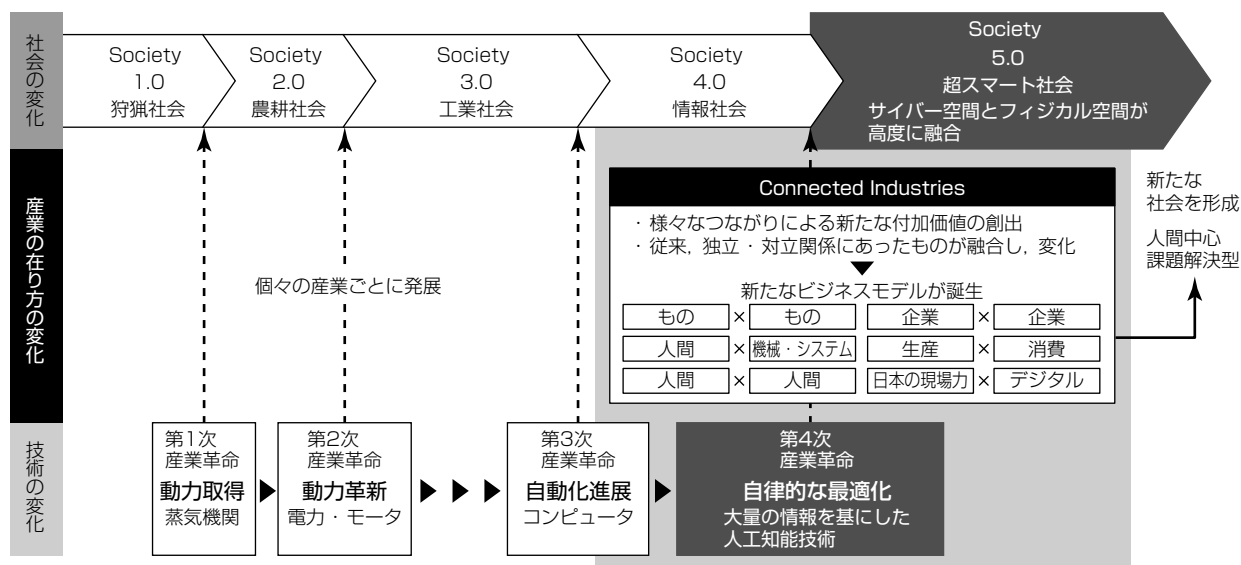 社会の変化
Society
1.0
狩猟社会
Society
2.0
農耕社会
Society
3.0
工業社会
Society
4.0
情報社会
Society
5.0
超スマート社会
サイバー空間とフィジカル空間が
高度に融合
産業の在り方の変化
個々の産業ごとに発展
Connected Industries
・様々なつながりによる新たな付加価値の創出
・従来，独立・対立関係にあったものが融合し，変化
新たなビジネスモデルが誕生
もの × もの 企業 × 企業
人間 × 機械・システム 生産 × 消費
人間 × 人間 日本の現場力 × デジタル
新たな
社会を形成
人間中心
課題解決型
技術の変化
第1次
産業革命
動力取得
蒸気機関
第2次
産業革命
動力革新
電力・モータ
第3次
産業革命
自動化進展
コンピュータ
第4次
産業革命
自律的な最適化
大量の情報を基にした
人工知能技術